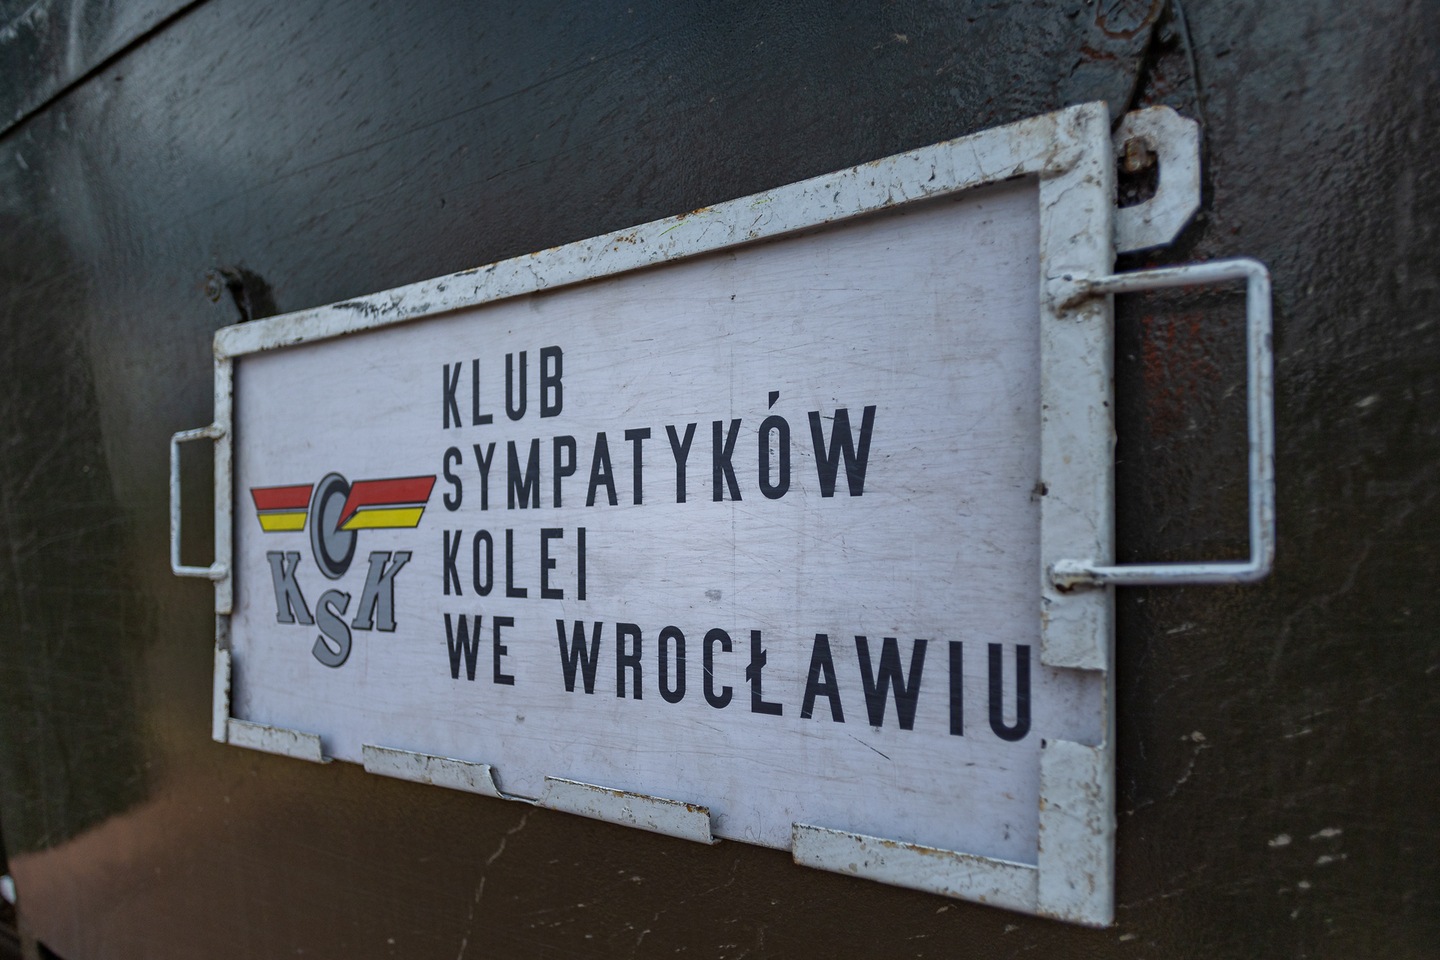 KLUB
SYMPATYKÓW
KOLEI
WE WROCŁAWIU
KSK